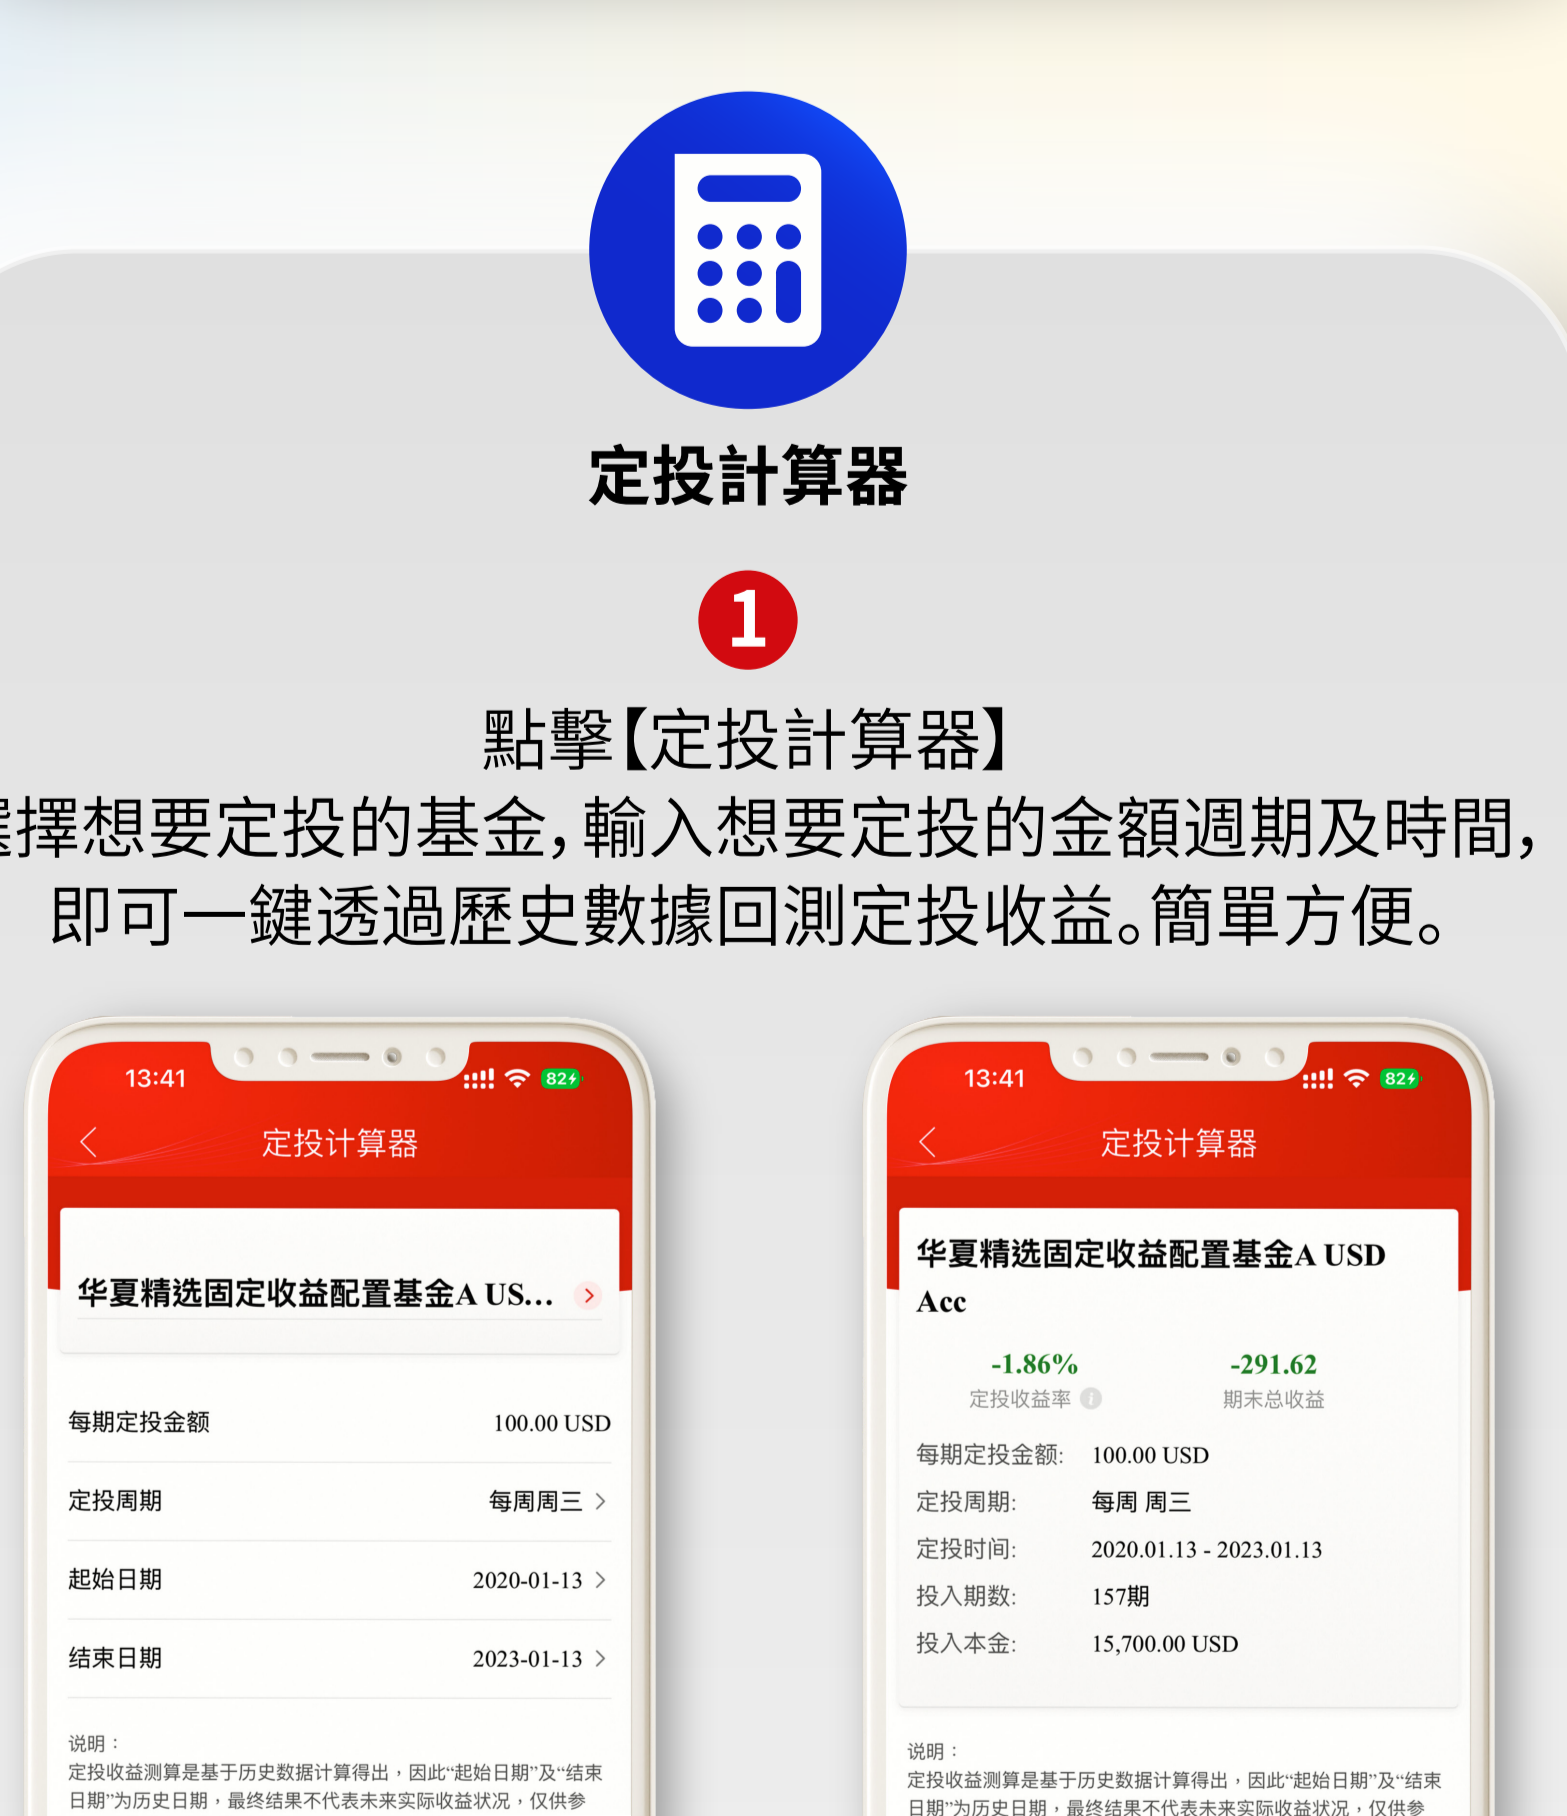 定投計算器
1
點擊【定投計算器】
擇想要定投的基金，輸入想要定投的金額週期及時間，
即可一鍵透過歷史數據回測定投收益。簡單方便。
13:41
82
定投计算器
华夏精选固定收益配置基金A US...
每期定投金额 100.00 USD
定投周期 每周周三
起始日期 2020-01-13
结束日期 2023-01-13
说明：
定投收益测算是基于历史数据计算得出，因此“起始日期”及“结束
日期”为历史日期，最终结果不代表未来实际收益状况，仅供参
13:41
82
定投计算器
华夏精选固定收益配置基金A USD
Acc
-1.86% -291.62
定投收益率 期末总收益
每期定投金额: 100.00 USD
定投周期: 每周 周三
定投时间: 2020.01.13 - 2023.01.13
投入期数: 157期
投入本金: 15,700.00 USD
说明：
定投收益测算是基于历史数据计算得出，因此“起始日期”及“结束
日期”为历史日期，最终结果不代表未来实际收益状况，仅供参